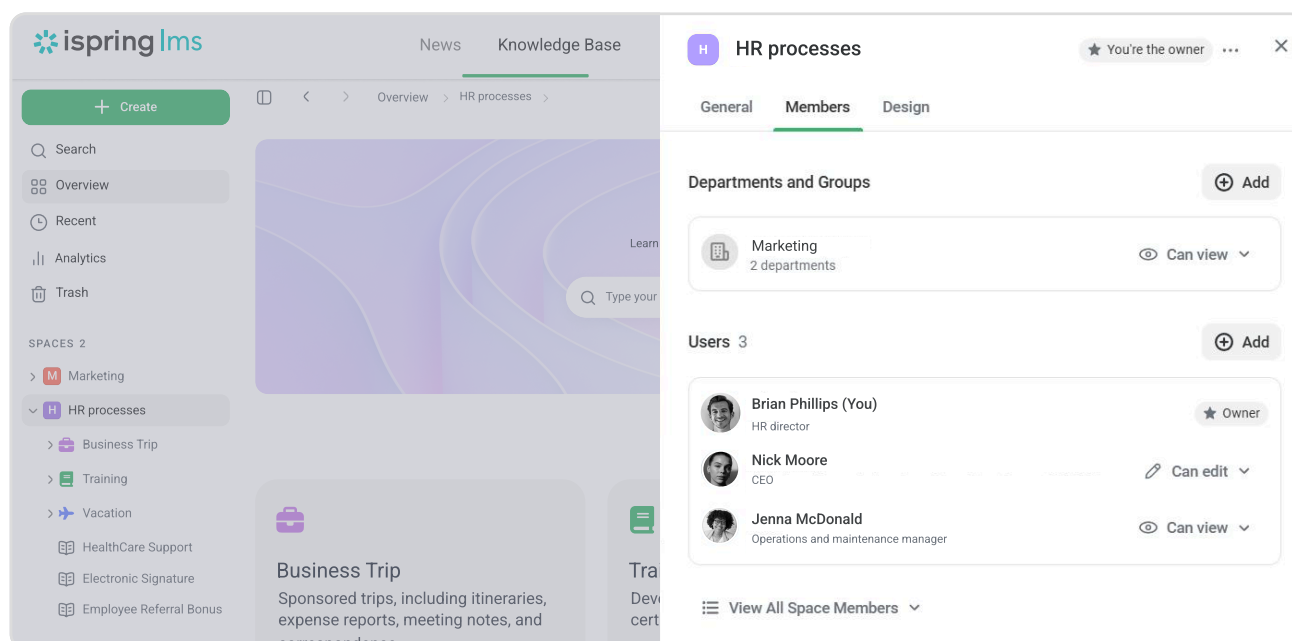 ispring lms
News
Knowledge Base
Create
Search
Overview
Recent
Analytics
Trash
SPACES 2
M Marketing
H HR processes
Business Trip
Training
Vacation
HealthCare Support
Electronic Signature
Employee Referral Bonus
Overview
HR processes
Learn
Type your
Business Trip
Sponsored trips, including itineraries,
expense reports, meeting notes, and
correspondence
Tra
Deve
cert
H HR processes
You're the owner
General
Members
Design
Departments and Groups
Add
Marketing
2 departments
Can view
Users 3
Add
Brian Phillips (You)
HR director
Owner
Nick Moore
CEO
Can edit
Jenna McDonald
Operations and maintenance manager
Can view
View All Space Members